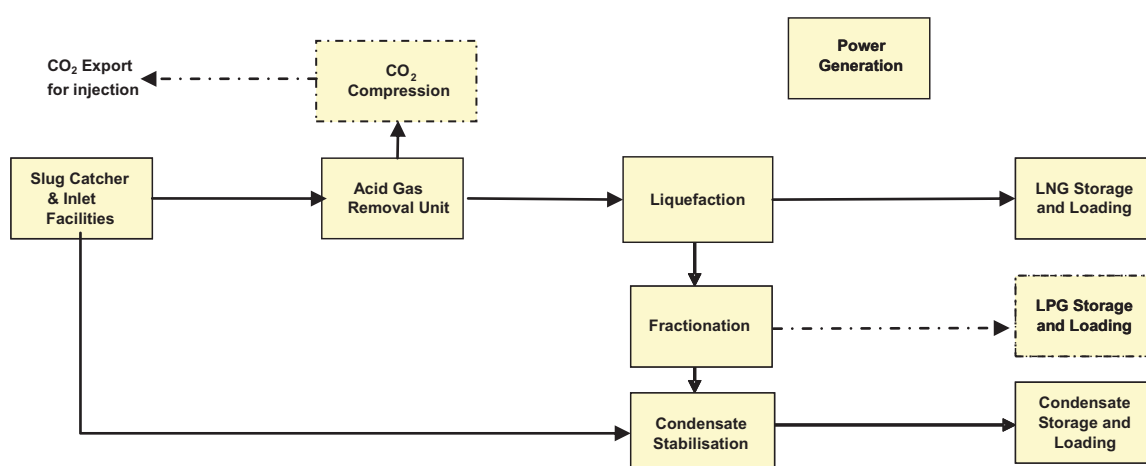 Power
Generation
CO₂ Export
for injection
CO₂
Compression
Slug Catcher
& Inlet
Facilities
Acid Gas
Removal Unit
Liquefaction
LNG Storage
and Loading
Fractionation
LPG Storage
and Loading
Condensate
Stabilisation
Condensate
Storage and
Loading